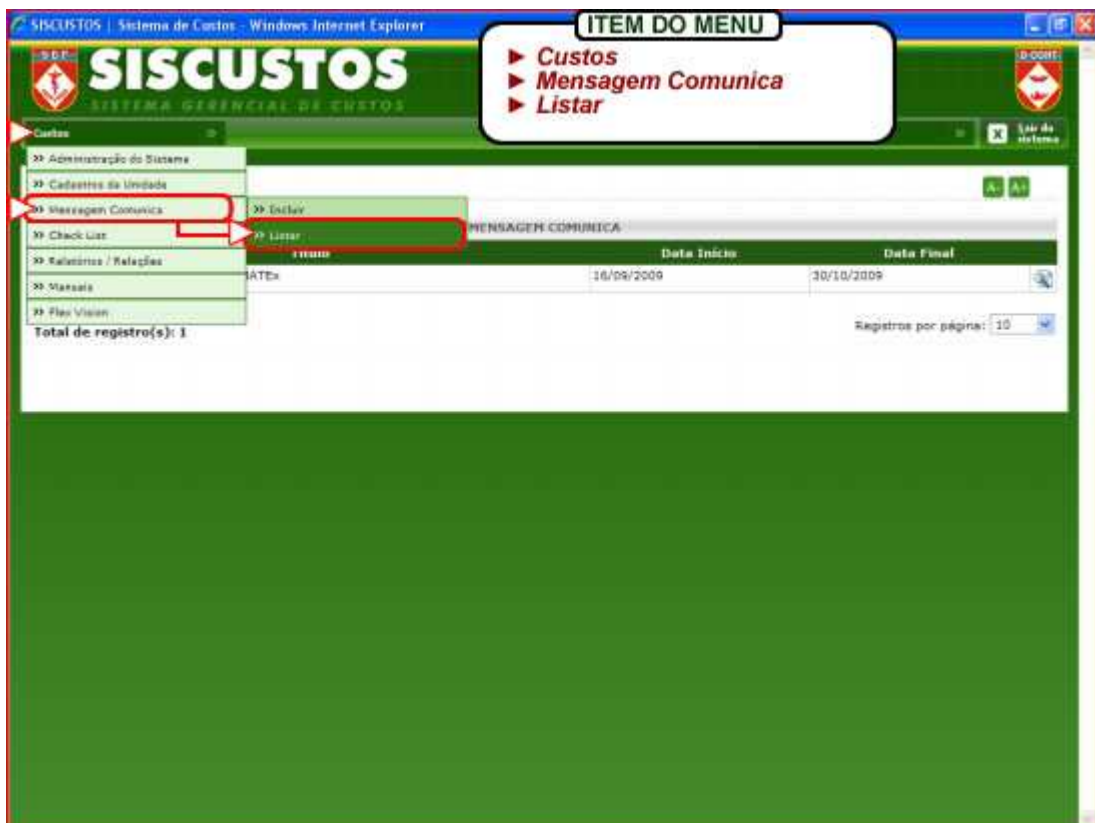 SISCUSTOS | Sistema de Custos - Windows Internet Explorer
ITEM DO MENU
► Custos
► Mensagem Comunica
► Listar
SISCUSTOS
SISTEMA GERENCIAL DE CUSTOS
D-CONT
Custos
X Sair do sistema
» Administração do Sistema
» Cadastros da Unidade
A- A+
» Mensagem Comunica
» Incluir
» Check List
» Listar
MENSAGEM COMUNICA
» Relatórios / Relações
Título Data Início Data Final
» Manuais
ATEx 16/09/2009 30/10/2009
» Flex Vision
Total de registro(s): 1
Registros por página: 10